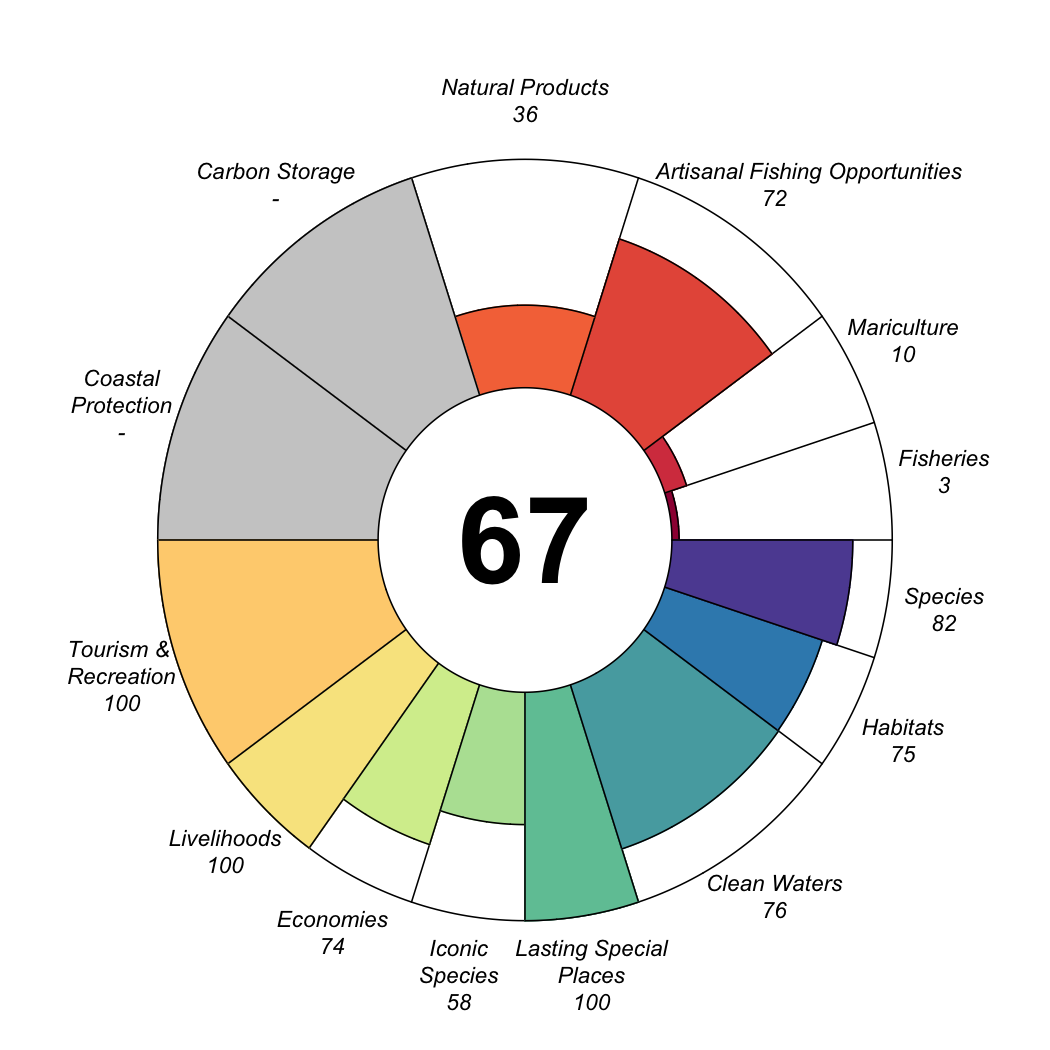 Natural Products
36
Carbon Storage
-
Artisanal Fishing Opportunities
72
Mariculture
10
Coastal
Protection
-
Fisheries
3
67
Species
82
Tourism &
Recreation
100
Habitats
75
Livelihoods
100
Clean Waters
76
Economies
74
Iconic
Species
58
Lasting Special
Places
100